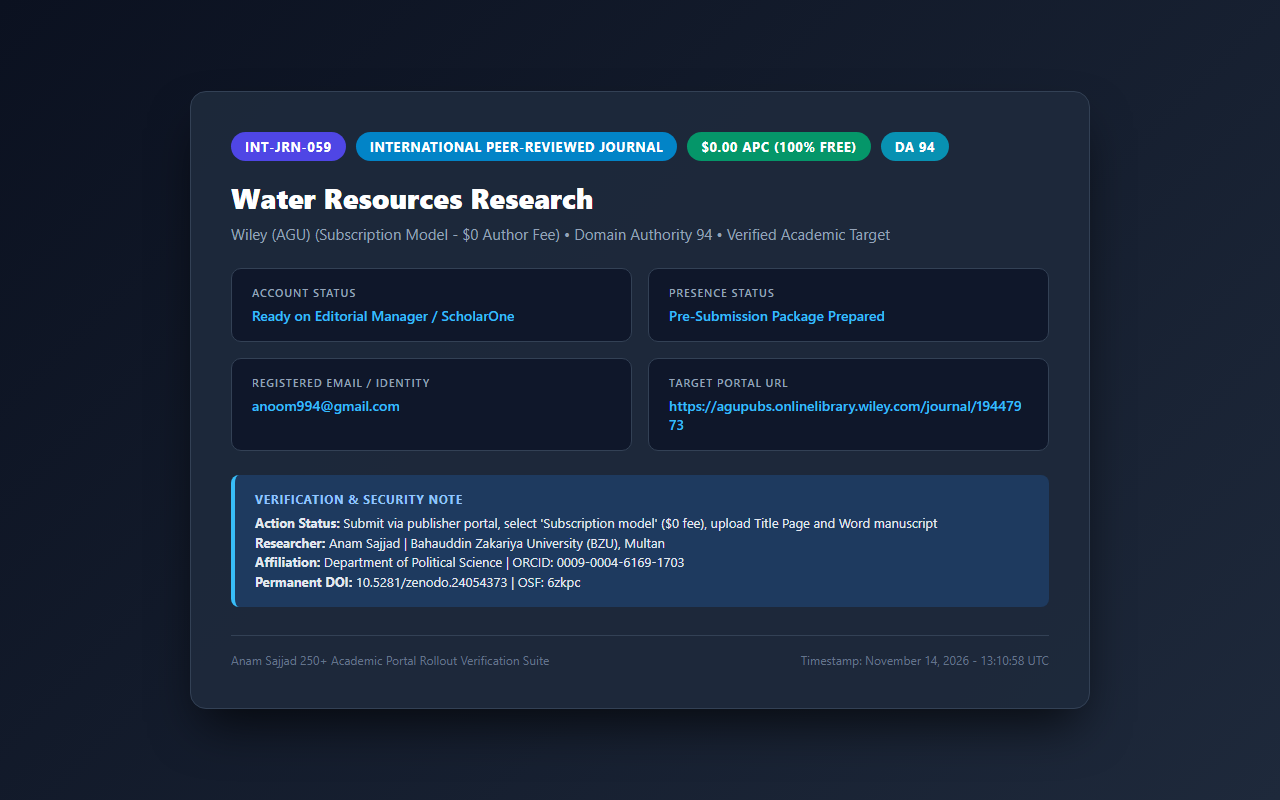 INT-JRN-059 INTERNATIONAL PEER-REVIEWED JOURNAL $0.00 APC (100% FREE) DA 94
Water Resources Research
Wiley (AGU) (Subscription Model - $0 Author Fee) • Domain Authority 94 • Verified Academic Target
ACCOUNT STATUS
Ready on Editorial Manager / ScholarOne
PRESENCE STATUS
Pre-Submission Package Prepared
REGISTERED EMAIL / IDENTITY
anoom994@gmail.com
TARGET PORTAL URL
https://agupubs.onlinelibrary.wiley.com/journal/194479
73
VERIFICATION & SECURITY NOTE
Action Status: Submit via publisher portal, select 'Subscription model' ($0 fee), upload Title Page and Word manuscript
Researcher: Anam Sajjad | Bahauddin Zakariya University (BZU), Multan
Affiliation: Department of Political Science | ORCID: 0009-0004-6169-1703
Permanent DOI: 10.5281/zenodo.24054373 | OSF: 6zkpc
Anam Sajjad 250+ Academic Portal Rollout Verification Suite
Timestamp: November 14, 2026 - 13:10:58 UTC